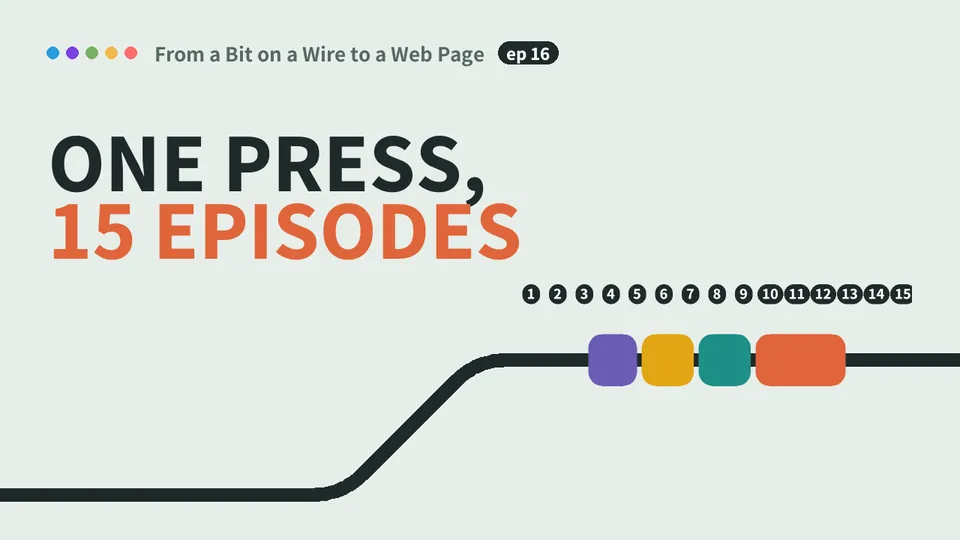 From a Bit on a Wire to a Web Page ep 16
ONE PRESS,
15 EPISODES
1 2 3 4 5 6 7 8 9 10 11 12 13 14 15